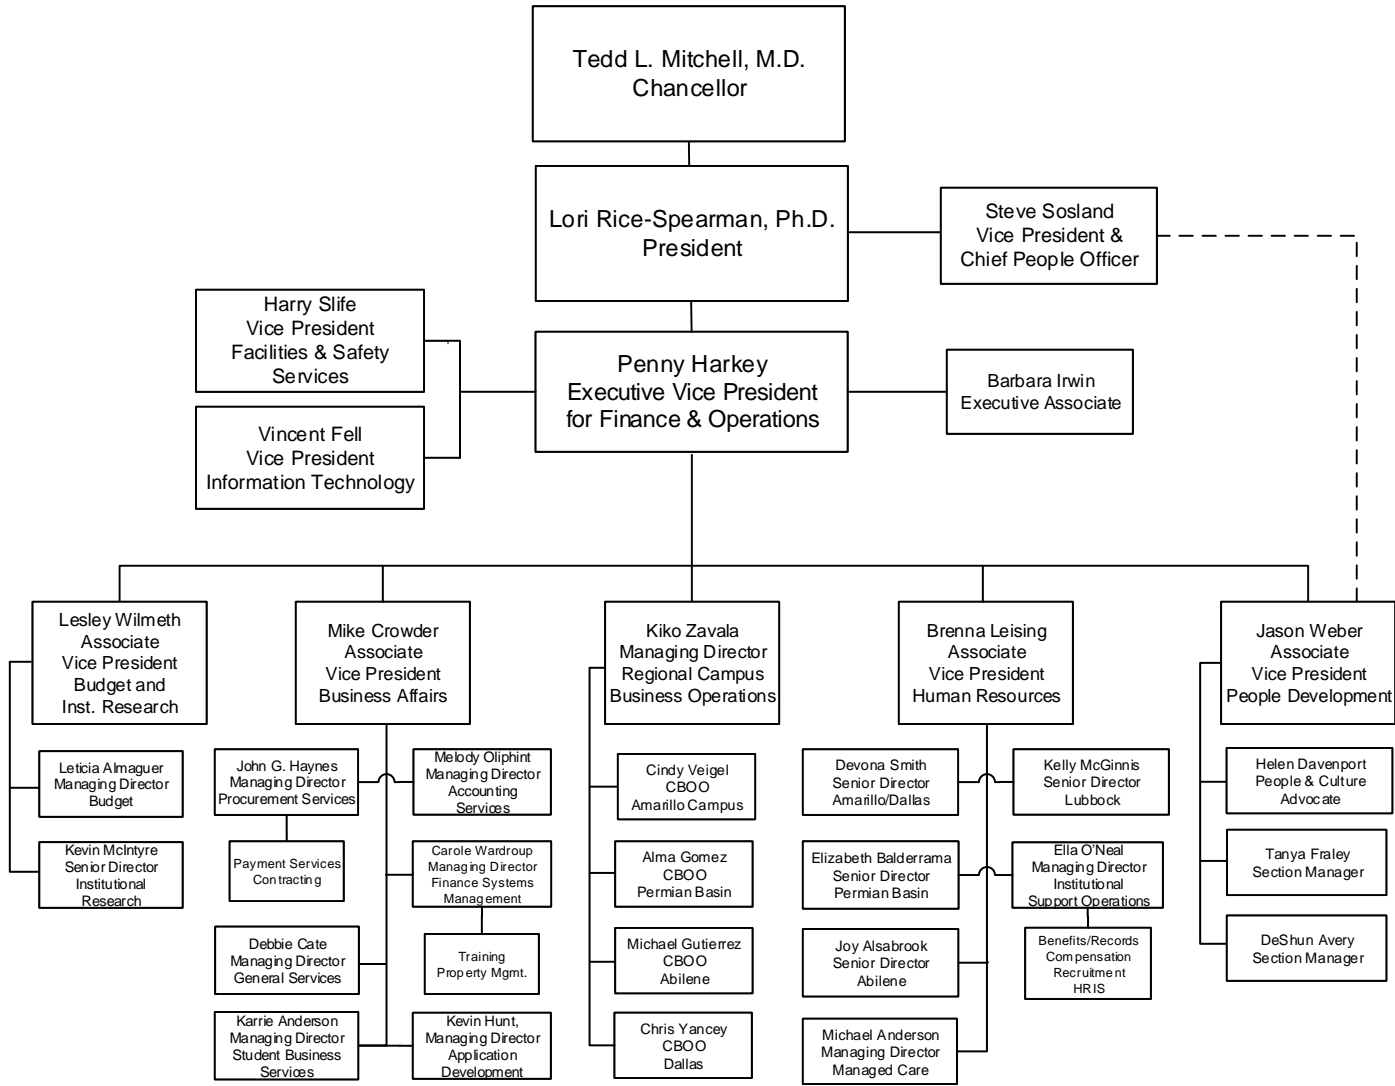 Tedd L. Mitchell, M.D.
Chancellor
Lori Rice-Spearman, Ph.D.
President
Steve Sosland
Vice President &
Chief People Officer
Harry Slife
Vice President
Facilities & Safety
Services
Penny Harkey
Executive Vice President
for Finance & Operations
Barbara Irwin
Executive Associate
Vincent Fell
Vice President
Information Technology
Lesley Wilmeth
Associate
Vice President
Budget and
Inst. Research
Leticia Almaguer
Managing Director
Budget
Kevin McIntyre
Senior Director
Institutional
Research
Mike Crowder
Associate
Vice President
Business Affairs
John G. Haynes
Managing Director
Procurement Services
Melody Oliphint
Managing Director
Accounting
Services
Payment Services
Contracting
Carole Wardroup
Managing Director
Finance Systems
Management
Debbie Cate
Managing Director
General Services
Training
Property Mgmt.
Karrie Anderson
Managing Director
Student Business
Services
Kevin Hunt,
Managing Director
Application
Development
Kiko Zavala
Managing Director
Regional Campus
Business Operations
Cindy Veigel
CBOO
Amarillo Campus
Alma Gomez
CBOO
Permian Basin
Michael Gutierrez
CBOO
Abilene
Chris Yancey
CBOO
Dallas
Brenna Leising
Associate
Vice President
Human Resources
Devona Smith
Senior Director
Amarillo/Dallas
Kelly McGinnis
Senior Director
Lubbock
Elizabeth Balderrama
Senior Director
Permian Basin
Ella O’Neal
Managing Director
Institutional
Support Operations
Joy Alsabrook
Senior Director
Abilene
Benefits/Records
Compensation
Recruitment
HRIS
Michael Anderson
Managing Director
Managed Care
Jason Weber
Associate
Vice President
People Development
Helen Davenport
People & Culture
Advocate
Tanya Fraley
Section Manager
DeShun Avery
Section Manager